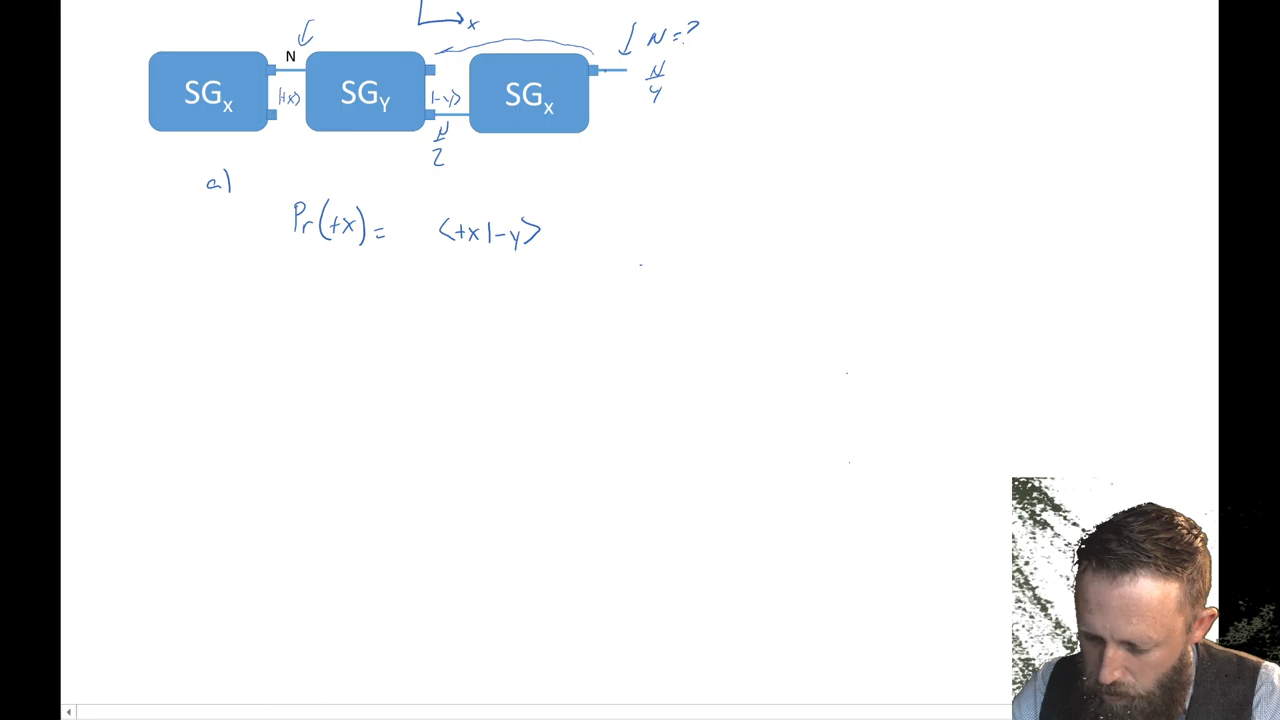 x
N N=?
SGx |+x⟩ SGY |-y⟩ SGx N/4
N/2
a)
Pr(+x) = ⟨+x|-y⟩